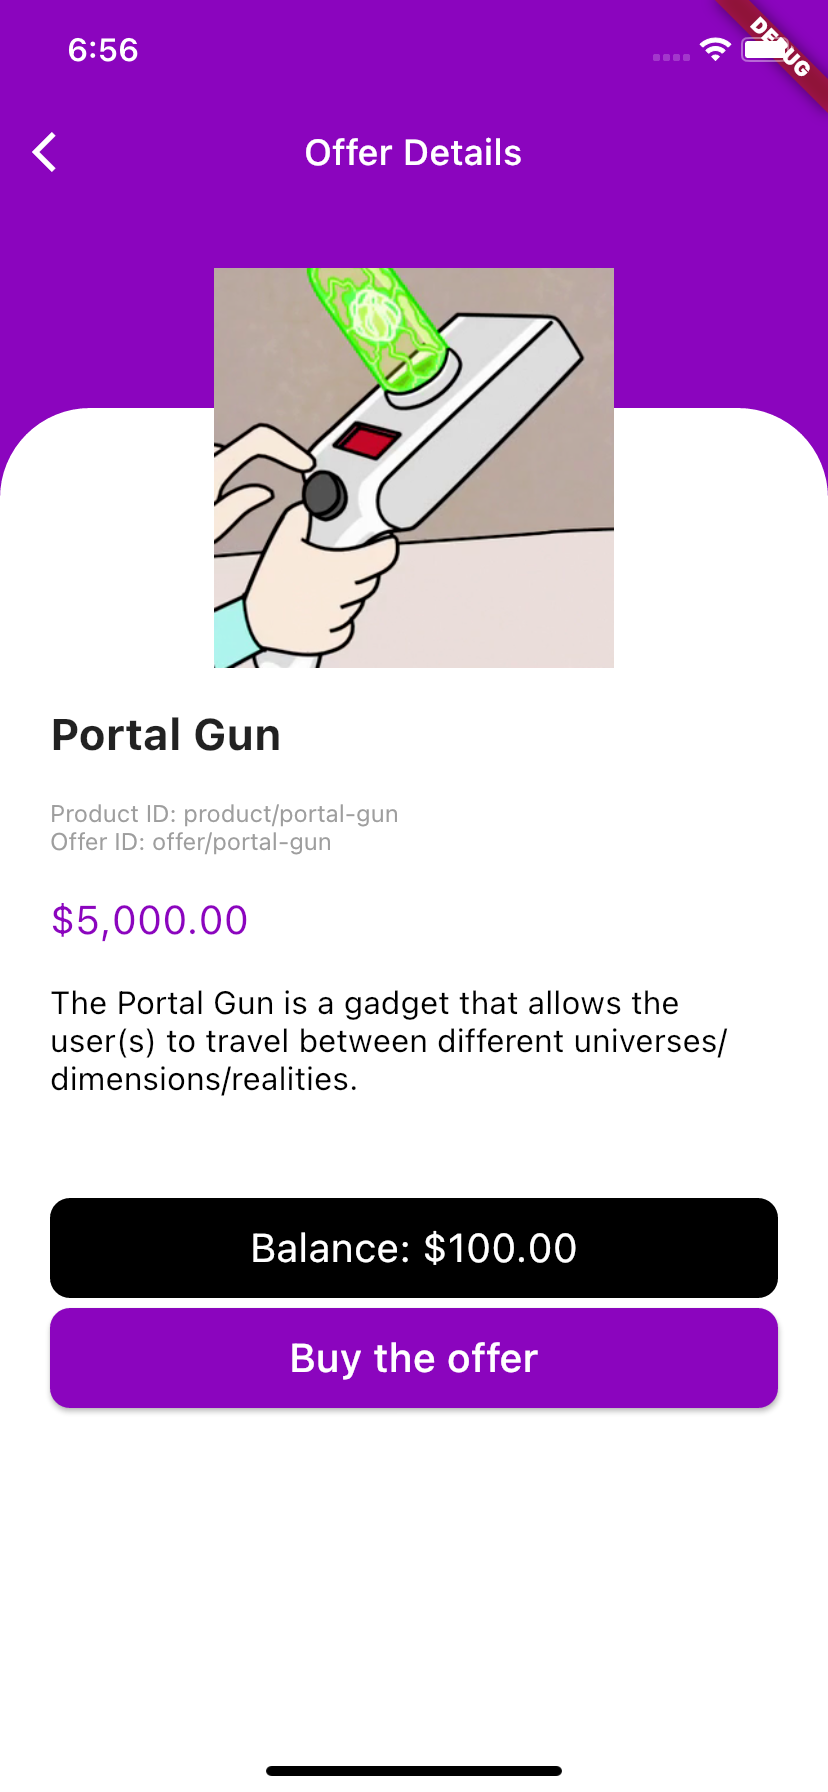 6:56
DEBUG
Offer Details
Portal Gun
Product ID: product/portal-gun
Offer ID: offer/portal-gun
$5,000.00
The Portal Gun is a gadget that allows the
user(s) to travel between different universes/
dimensions/realities.
Balance: $100.00
Buy the offer